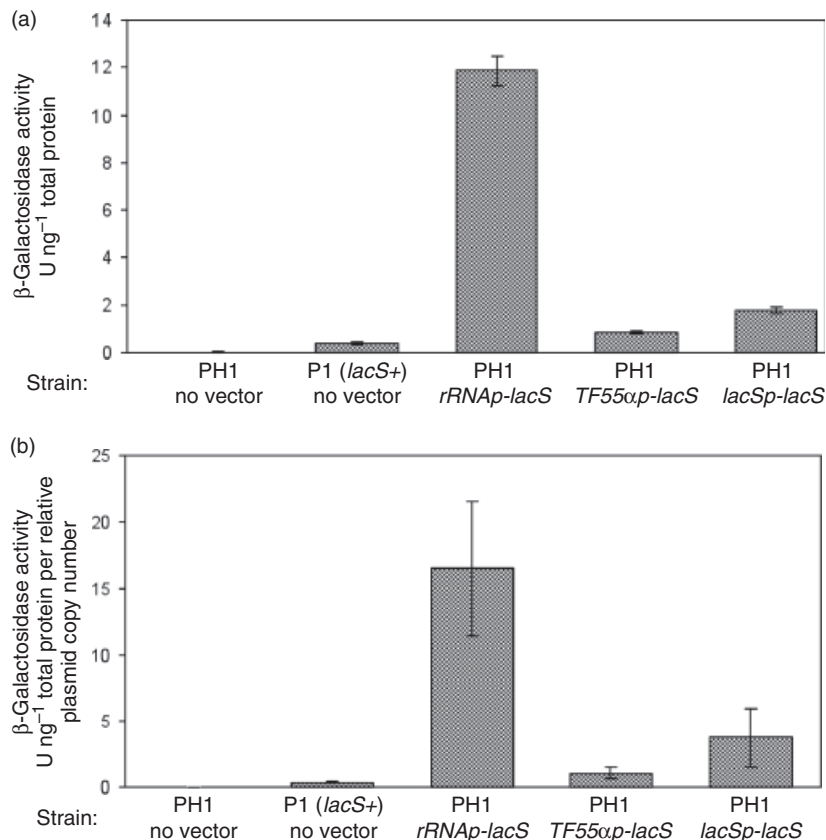 (a)
β-Galactosidase activity
U ng⁻¹ total protein
14
12
10
8
6
4
2
0
Strain:
PH1
no vector
P1 (lacS+)
no vector
PH1
rRNAp-lacS
PH1
TF55αp-lacS
PH1
lacSp-lacS
(b)
β-Galactosidase activity
U ng⁻¹ total protein per relative
plasmid copy number
25
20
15
10
5
0
Strain:
PH1
no vector
P1 (lacS+)
no vector
PH1
rRNAp-lacS
PH1
TF55αp-lacS
PH1
lacSp-lacS